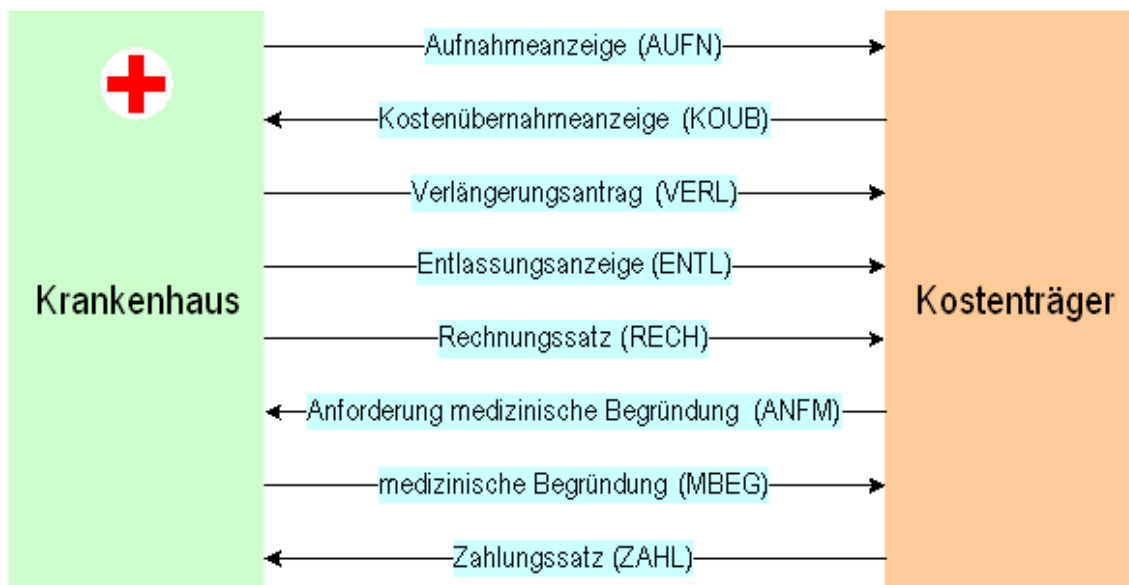 Aufnahmeanzeige (AUFN)
Kostenübernahmeanzeige (KOUB)
Verlängerungsantrag (VERL)
Entlassungsanzeige (ENTL)
Krankenhaus
Kostenträger
Rechnungssatz (RECH)
Anforderung medizinische Begründung (ANFM)
medizinische Begründung (MBEG)
Zahlungssatz (ZAHL)